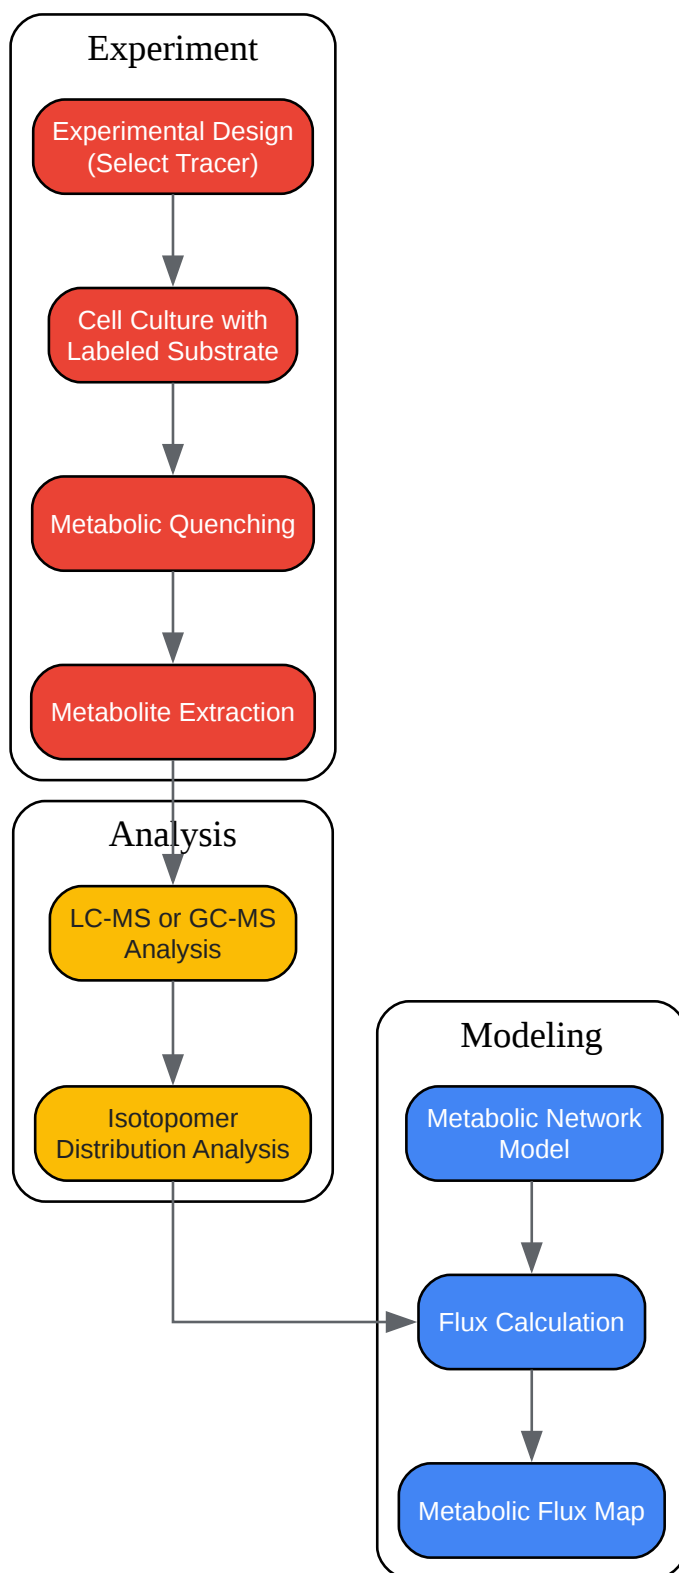 Experiment
Experimental Design
(Select Tracer)
Cell Culture with
Labeled Substrate
Metabolic Quenching
Metabolite Extraction
Analysis
LC-MS or GC-MS
Analysis
Isotopomer
Distribution Analysis
Modeling
Metabolic Network
Model
Flux Calculation
Metabolic Flux Map